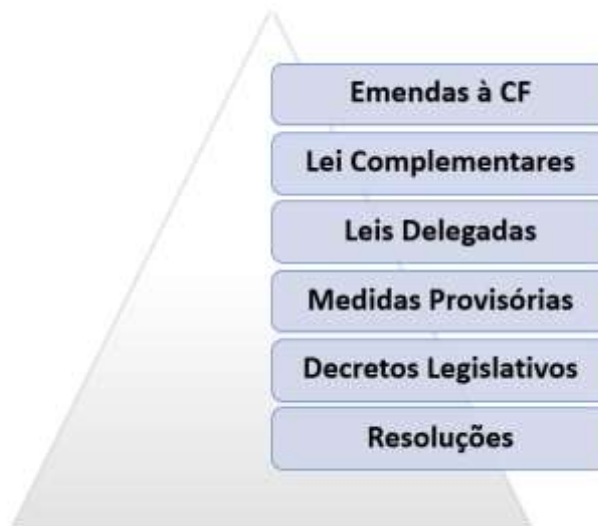 Emendas à CF
Lei Complementares
Leis Delegadas
Medidas Provisórias
Decretos Legislativos
Resoluções